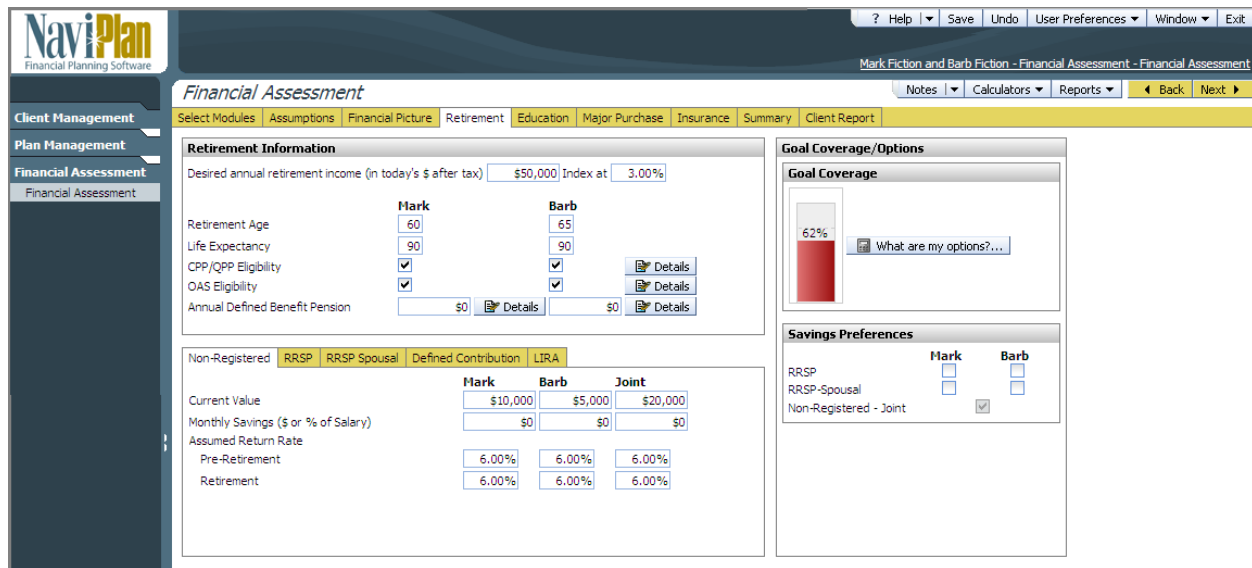 NaviPlan
Financial Planning Software
? Help Save Undo User Preferences Window Exit
Mark Fiction and Barb Fiction - Financial Assessment - Financial Assessment
Financial Assessment
Notes Calculators Reports Back Next
Client Management
Plan Management
Financial Assessment
Financial Assessment
Select Modules Assumptions Financial Picture Retirement Education Major Purchase Insurance Summary Client Report
Retirement Information
Desired annual retirement income (in today's $ after tax) $50,000 Index at 3.00%
Mark Barb
Retirement Age 60 65
Life Expectancy 90 90
CPP/QPP Eligibility Details
OAS Eligibility Details
Annual Defined Benefit Pension $0 Details $0 Details
Non-Registered RRSP RRSP Spousal Defined Contribution LIRA
Mark Barb Joint
Current Value $10,000 $5,000 $20,000
Monthly Savings ($ or % of Salary) $0 $0 $0
Assumed Return Rate
Pre-Retirement 6.00% 6.00% 6.00%
Retirement 6.00% 6.00% 6.00%
Goal Coverage/Options
Goal Coverage
62%
What are my options?...
Savings Preferences
Mark Barb
RRSP
RRSP-Spousal
Non-Registered - Joint